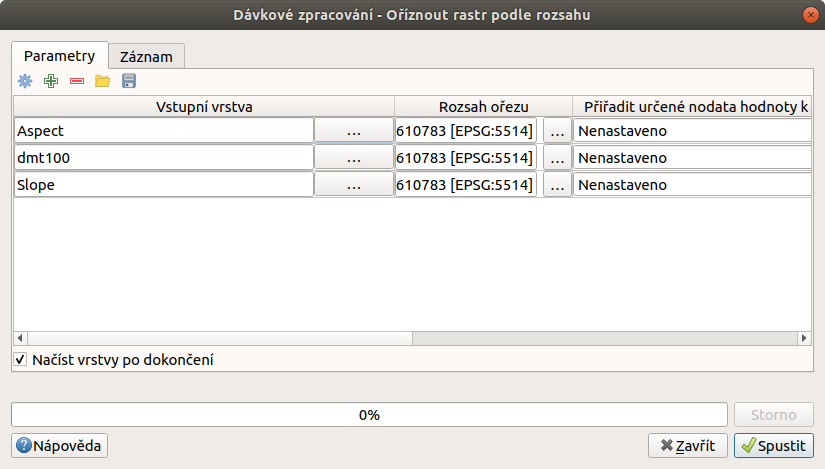 Dávkové zpracování - Oříznout rastr podle rozsahu
Parametry Záznam
Vstupní vrstva Rozsah ořezu Přiřadit určené nodata hodnoty k
Aspect ... 610783 [EPSG:5514] ... Nenastaveno
dmt100 ... 610783 [EPSG:5514] ... Nenastaveno
Slope ... 610783 [EPSG:5514] ... Nenastaveno
Načíst vrstvy po dokončení
0% Storno
Nápověda Zavřít Spustit